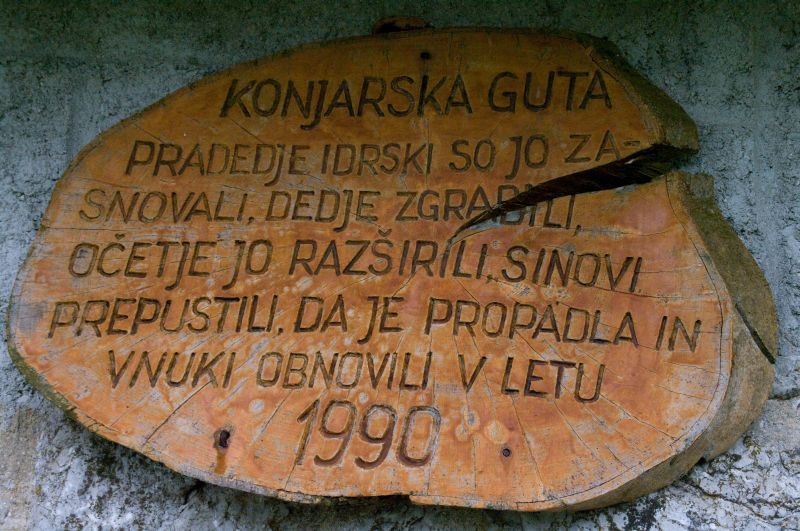 KONJARSKA GUTA
PRADEDJE IDRSKI SO JO ZA-
SNOVALI, DEDJE ZGRABILI,
OČETJE JO RAZŠIRILI, SINOVI
PREPUSTILI, DA JE PROPADLA IN
VNUKI OBNOVILI V LETU
1990